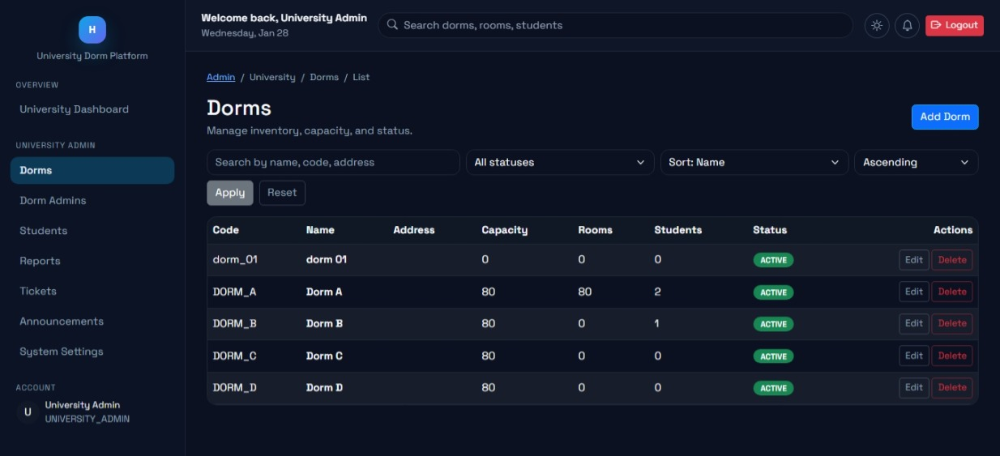 H
University Dorm Platform
OVERVIEW
University Dashboard
UNIVERSITY ADMIN
Dorms
Dorm Admins
Students
Reports
Tickets
Announcements
System Settings
ACCOUNT
U
University Admin
UNIVERSITY_ADMIN
Welcome back, University Admin
Wednesday, Jan 28
Search dorms, rooms, students
Logout
Admin / University / Dorms / List
Dorms
Manage inventory, capacity, and status.
Add Dorm
Search by name, code, address
All statuses
Sort: Name
Ascending
Apply
Reset
Code Name Address Capacity Rooms Students Status Actions
dorm_01 dorm 01 0 0 0 ACTIVE Edit Delete
DORM_A Dorm A 80 80 2 ACTIVE Edit Delete
DORM_B Dorm B 80 0 1 ACTIVE Edit Delete
DORM_C Dorm C 80 0 0 ACTIVE Edit Delete
DORM_D Dorm D 80 0 0 ACTIVE Edit Delete